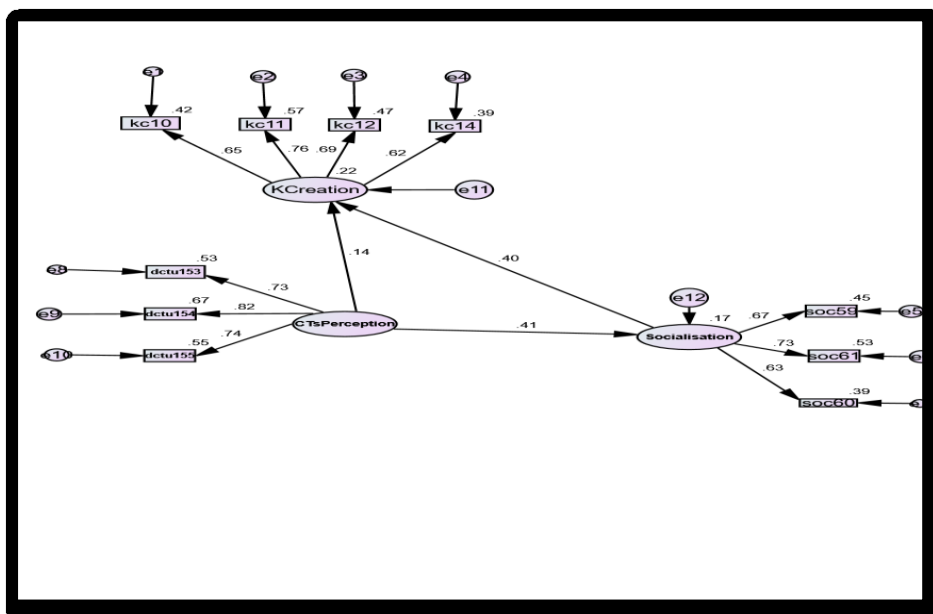 e1
e2
e3
e4
.42
.57
.47
.39
kc10
kc11
kc12
kc14
.65
.76
.69
.62
.22
KCreation
e11
.14
.40
e8
.53
dctu153
.73
e9
.67
dctu154
.82
CTsPerception
e10
.55
dctu155
.74
.41
e12
.17
Socialisation
.67
.45
soc59
e5
.73
.53
soc61
.63
.39
soc60